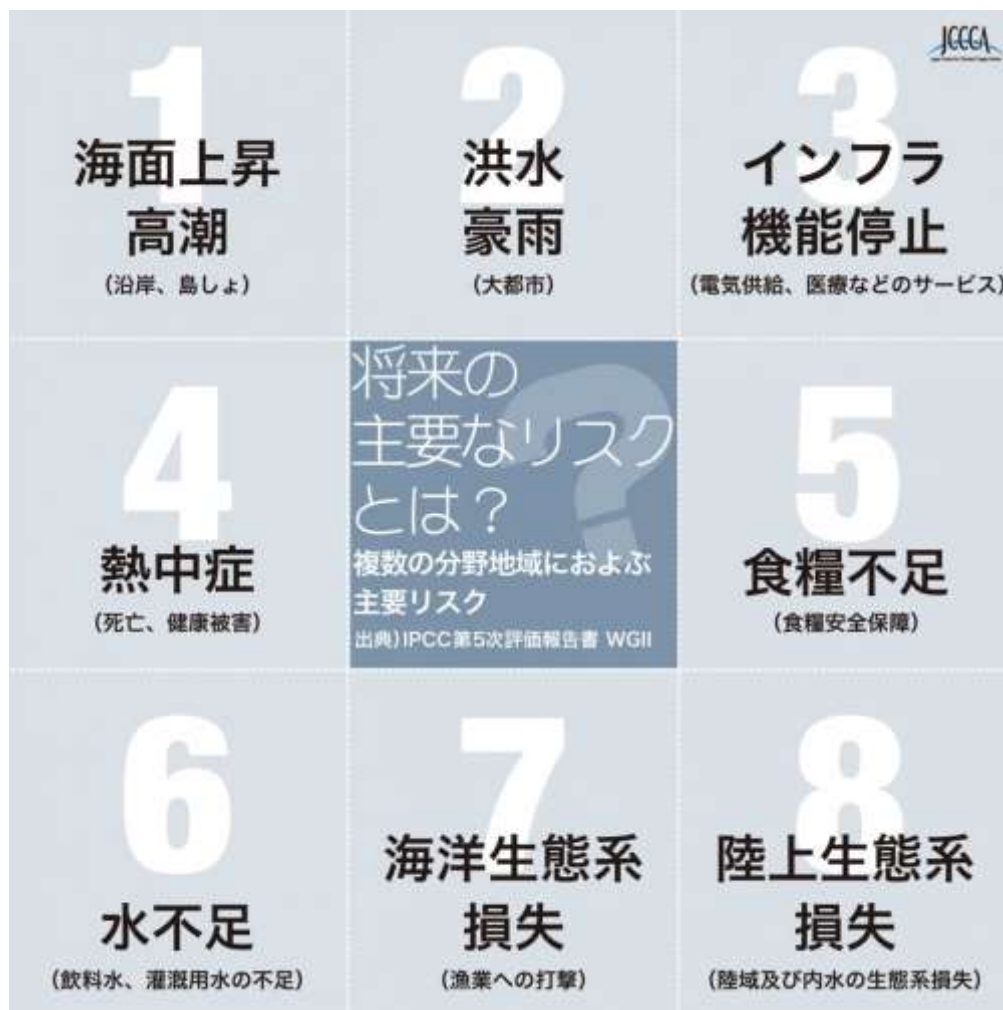 JCCCA
1
海面上昇
高潮
(沿岸、島しょ)
2
洪水
豪雨
(大都市)
3
インフラ
機能停止
(電気供給、医療などのサービス)
4
熱中症
(死亡、健康被害)
将来の
主要なリスク
とは?
複数の分野地域におよぶ
主要リスク
出典)IPCC第5次評価報告書 WGII
5
食糧不足
(食糧安全保障)
6
水不足
(飲料水、灌漑用水の不足)
7
海洋生態系
損失
(漁業への打撃)
8
陸上生態系
損失
(陸域及び内水の生態系損失)